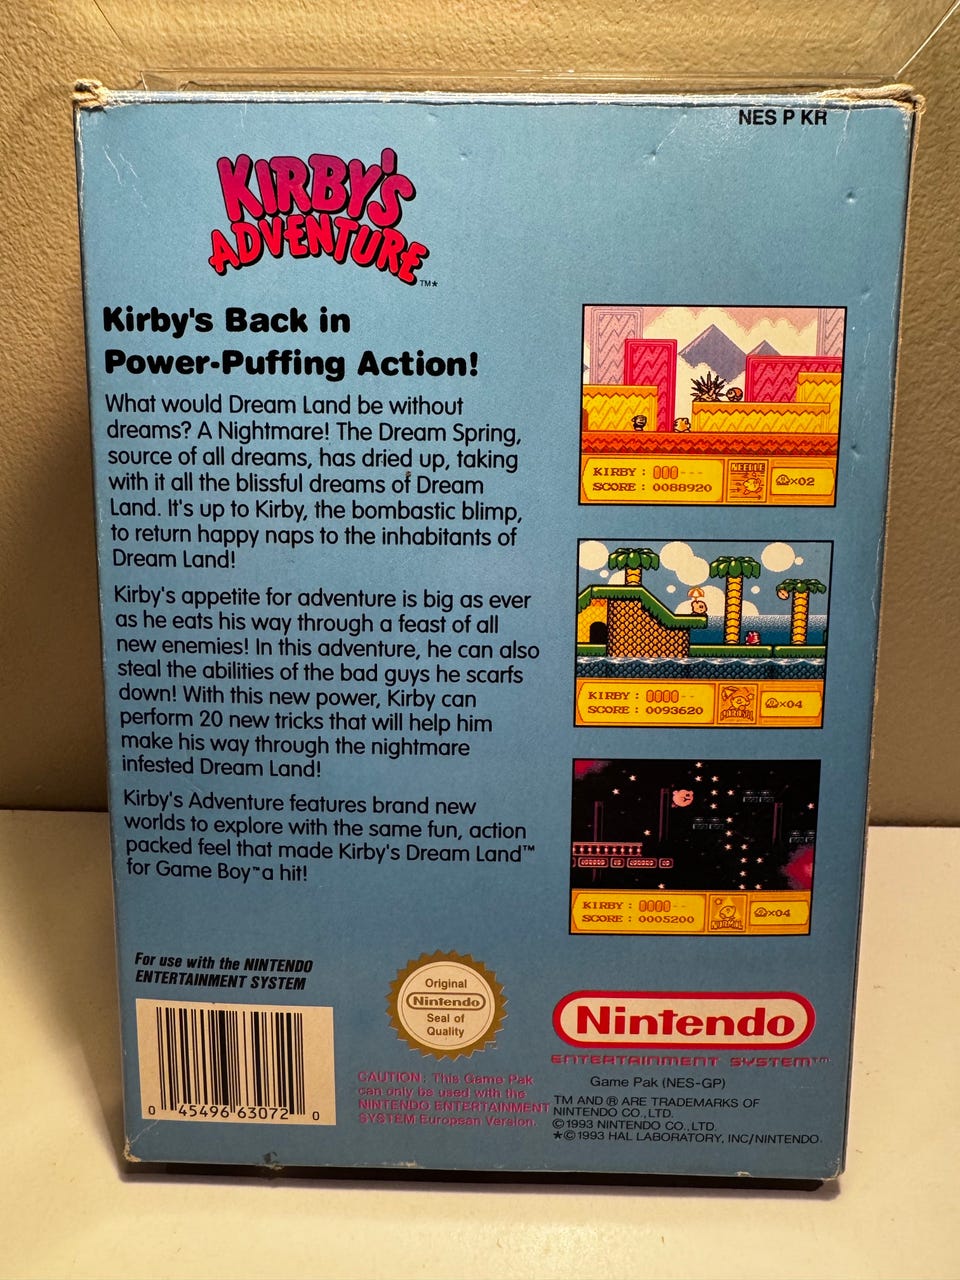 NES P KR
KIRBY'S
ADVENTURE
TM*
Kirby's Back in
Power-Puffing Action!
What would Dream Land be without
dreams? A Nightmare! The Dream Spring,
source of all dreams, has dried up, taking
with it all the blissful dreams of Dream
Land. It's up to Kirby, the bombastic blimp,
to return happy naps to the inhabitants of
Dream Land!
Kirby's appetite for adventure is big as ever
as he eats his way through a feast of all
new enemies! In this adventure, he can also
steal the abilities of the bad guys he scarfs
down! With this new power, Kirby can
perform 20 new tricks that will help him
make his way through the nightmare
infested Dream Land!
Kirby's Adventure features brand new
worlds to explore with the same fun, action
packed feel that made Kirby's Dream Land™
for Game Boy™ a hit!
KIRBY :
SCORE : 0088920
NEEDLE
×02
KIRBY :
SCORE : 0093620
PARASOL
×04
KIRBY :
SCORE : 0005200
NORMAL
×04
For use with the NINTENDO
ENTERTAINMENT SYSTEM
0 45496 63072 0
Original
Nintendo
Seal of
Quality
CAUTION: This Game Pak
can only be used with the
NINTENDO ENTERTAINMENT
SYSTEM European Version.
Nintendo
ENTERTAINMENT SYSTEM™
Game Pak (NES-GP)
TM AND ® ARE TRADEMARKS OF
NINTENDO CO., LTD.
©1993 NINTENDO CO., LTD.
*©1993 HAL LABORATORY, INC/NINTENDO.